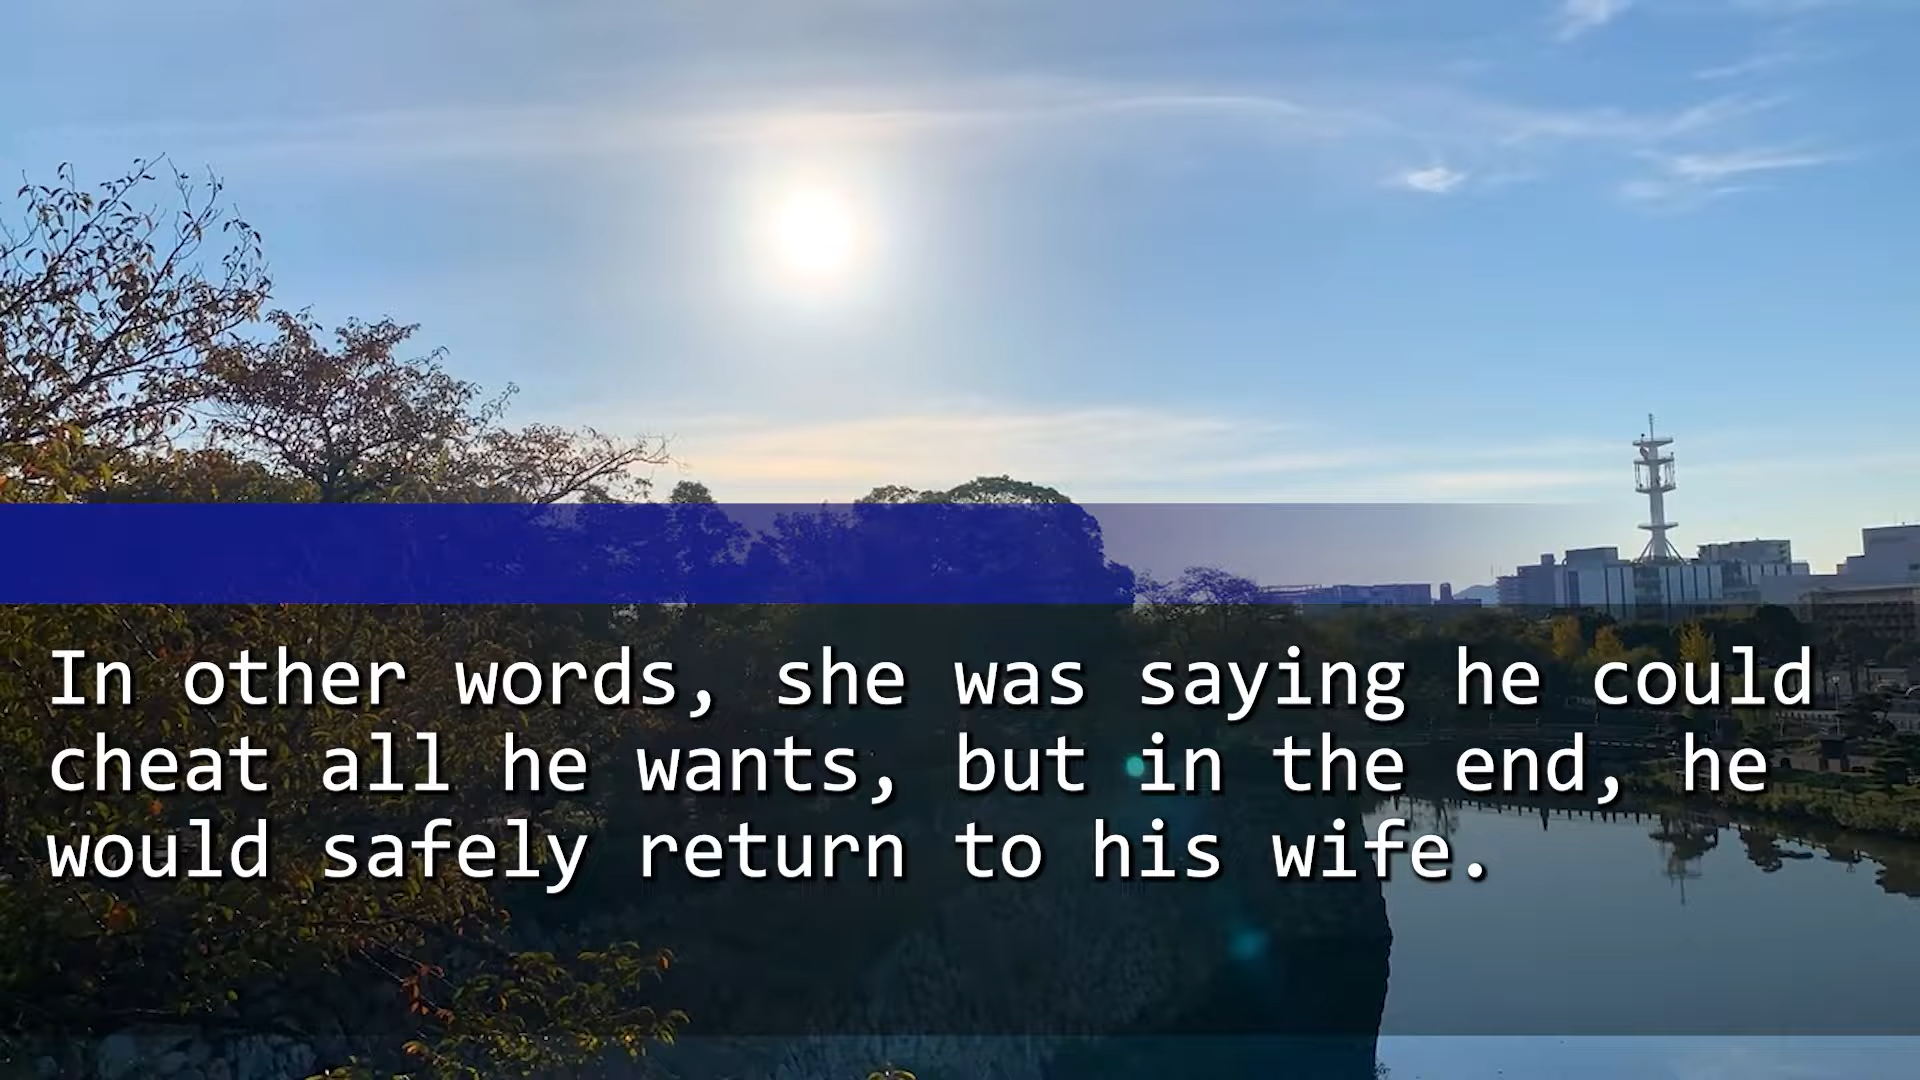 In other words, she was saying he could
cheat all he wants, but in the end, he
would safely return to his wife.